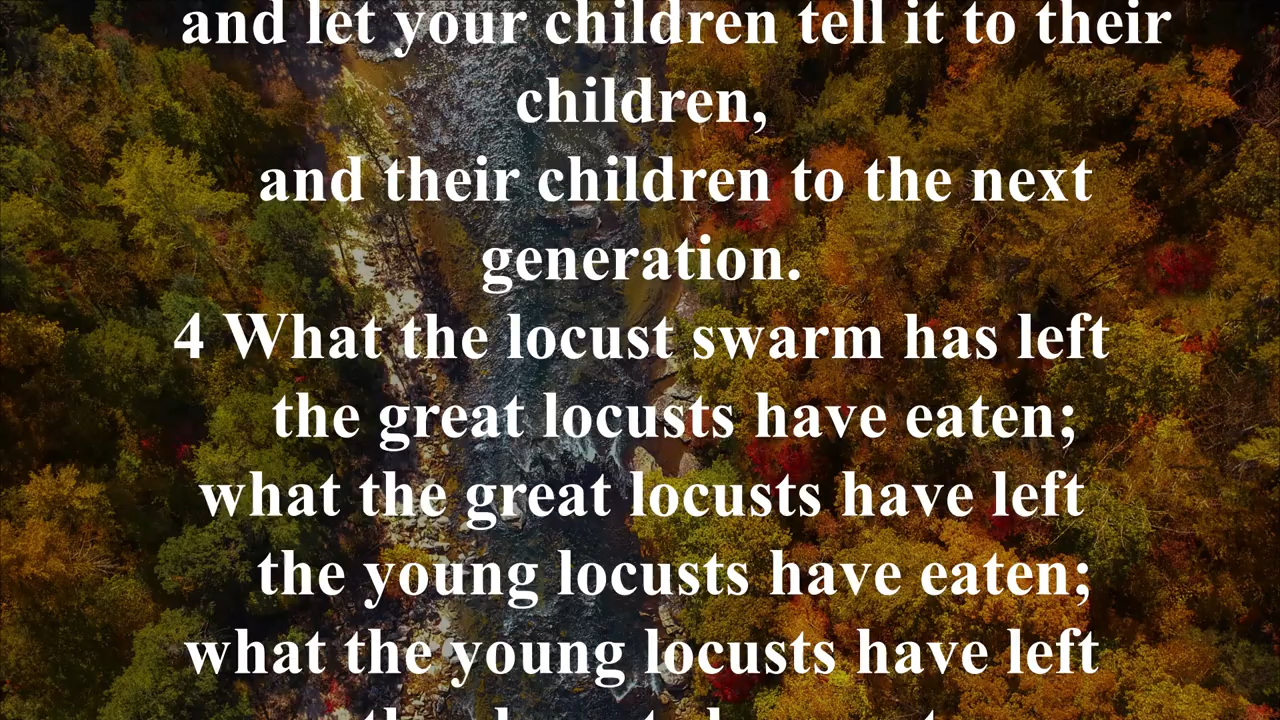 and let your children tell it to their
children,
and their children to the next
generation.
4 What the locust swarm has left
the great locusts have eaten;
what the great locusts have left
the young locusts have eaten;
what the young locusts have left